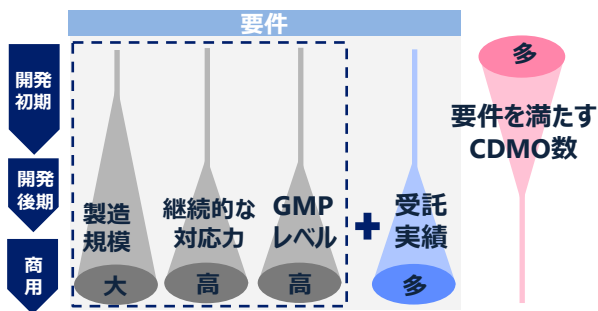 要件
開発
初期
開発
後期
商
用
製造
規模
大
継続的な
対応力
高
GMP
レベル
高
+
受託
実績
多
多
要件を満たす
CDMO数